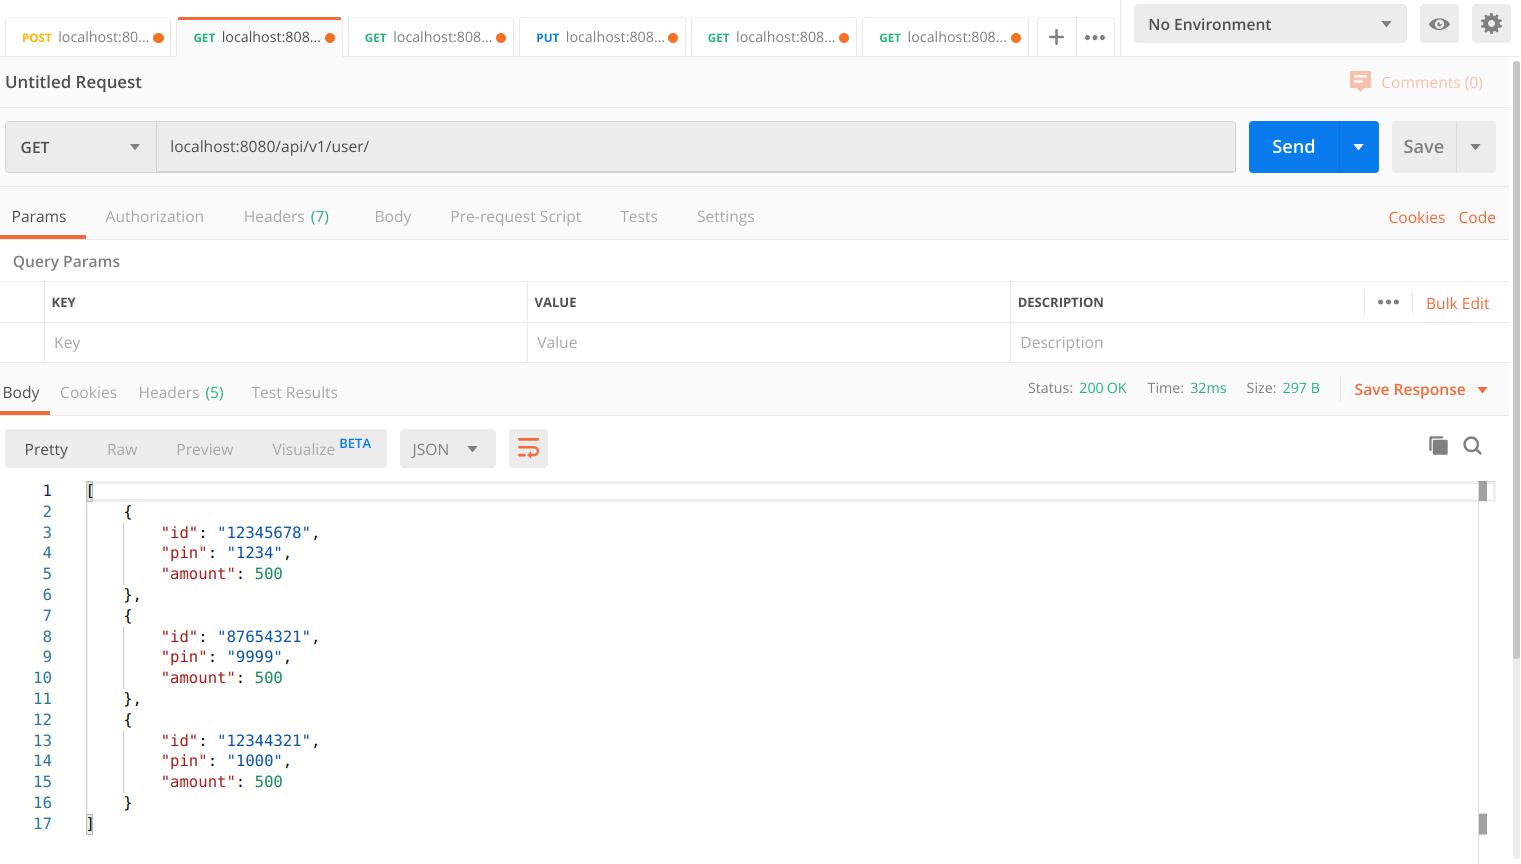 POST localhost:80... GET localhost:808... GET localhost:808... PUT localhost:808... GET localhost:808... GET localhost:808... No Environment
Untitled Request Comments (0)
GET localhost:8080/api/v1/user/ Send Save
Params Authorization Headers (7) Body Pre-request Script Tests Settings Cookies Code
Query Params
KEY VALUE DESCRIPTION Bulk Edit
Key Value Description
Body Cookies Headers (5) Test Results Status: 200 OK Time: 32ms Size: 297 B Save Response
Pretty Raw Preview Visualize BETA JSON
1 [
2 {
3 "id": "12345678",
4 "pin": "1234",
5 "amount": 500
6 },
7 {
8 "id": "87654321",
9 "pin": "9999",
10 "amount": 500
11 },
12 {
13 "id": "12344321",
14 "pin": "1000",
15 "amount": 500
16 }
17 ]